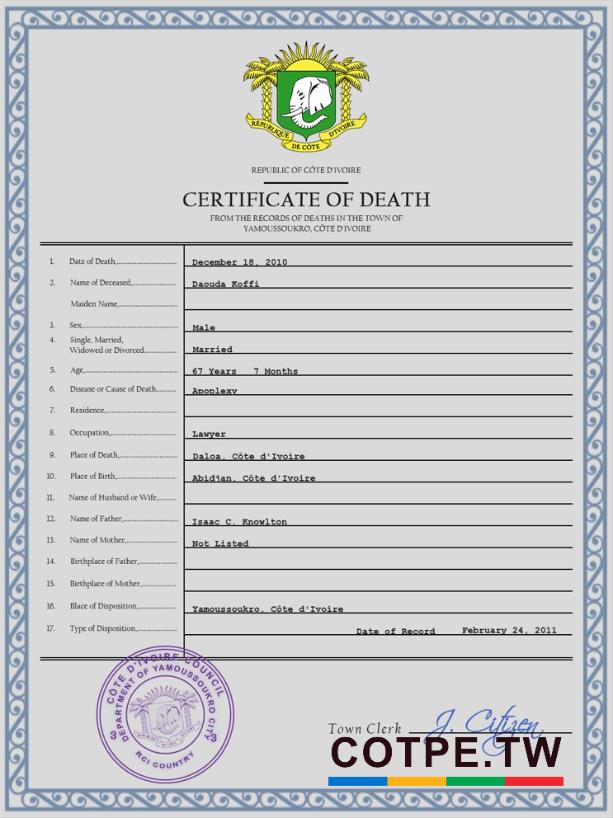 RÉPUBLIQUE DE CÔTE D'IVOIRE
REPUBLIC OF CÔTE D'IVOIRE
CERTIFICATE OF DEATH
FROM THE RECORDS OF DEATHS IN THE TOWN OF
YAMOUSSOUKRO, CÔTE D'IVOIRE
1. Date of Death, December 18, 2010
2. Name of Deceased, Daouda Koffi
Maiden Name,
3. Sex, Male
4. Single, Married,
Widowed or Divorced Married
5. Age, 67 Years 7 Months
6. Disease or Cause of Death Apoplexy
7. Residence,
8. Occupation, Lawyer
9. Place of Death, Daloa, Côte d'Ivoire
10. Place of Birth, Abidjan, Côte d'Ivoire
11. Name of Husband or Wife,
12. Name of Father, Isaac C. Knowlton
13. Name of Mother, Not Listed
14. Birthplace of Father,
15. Birthplace of Mother,
16. Blace of Disposition, Yamoussoukro, Côte d'Ivoire
17. Type of Disposition, Date of Record February 24, 2011
CÔTE D'IVOIRE COUNCIL
DEPARTMENT OF YAMOUSSOUKRO CITY
RCI COUNTRY
Town Clerk J. Citizen
COTPE.TW